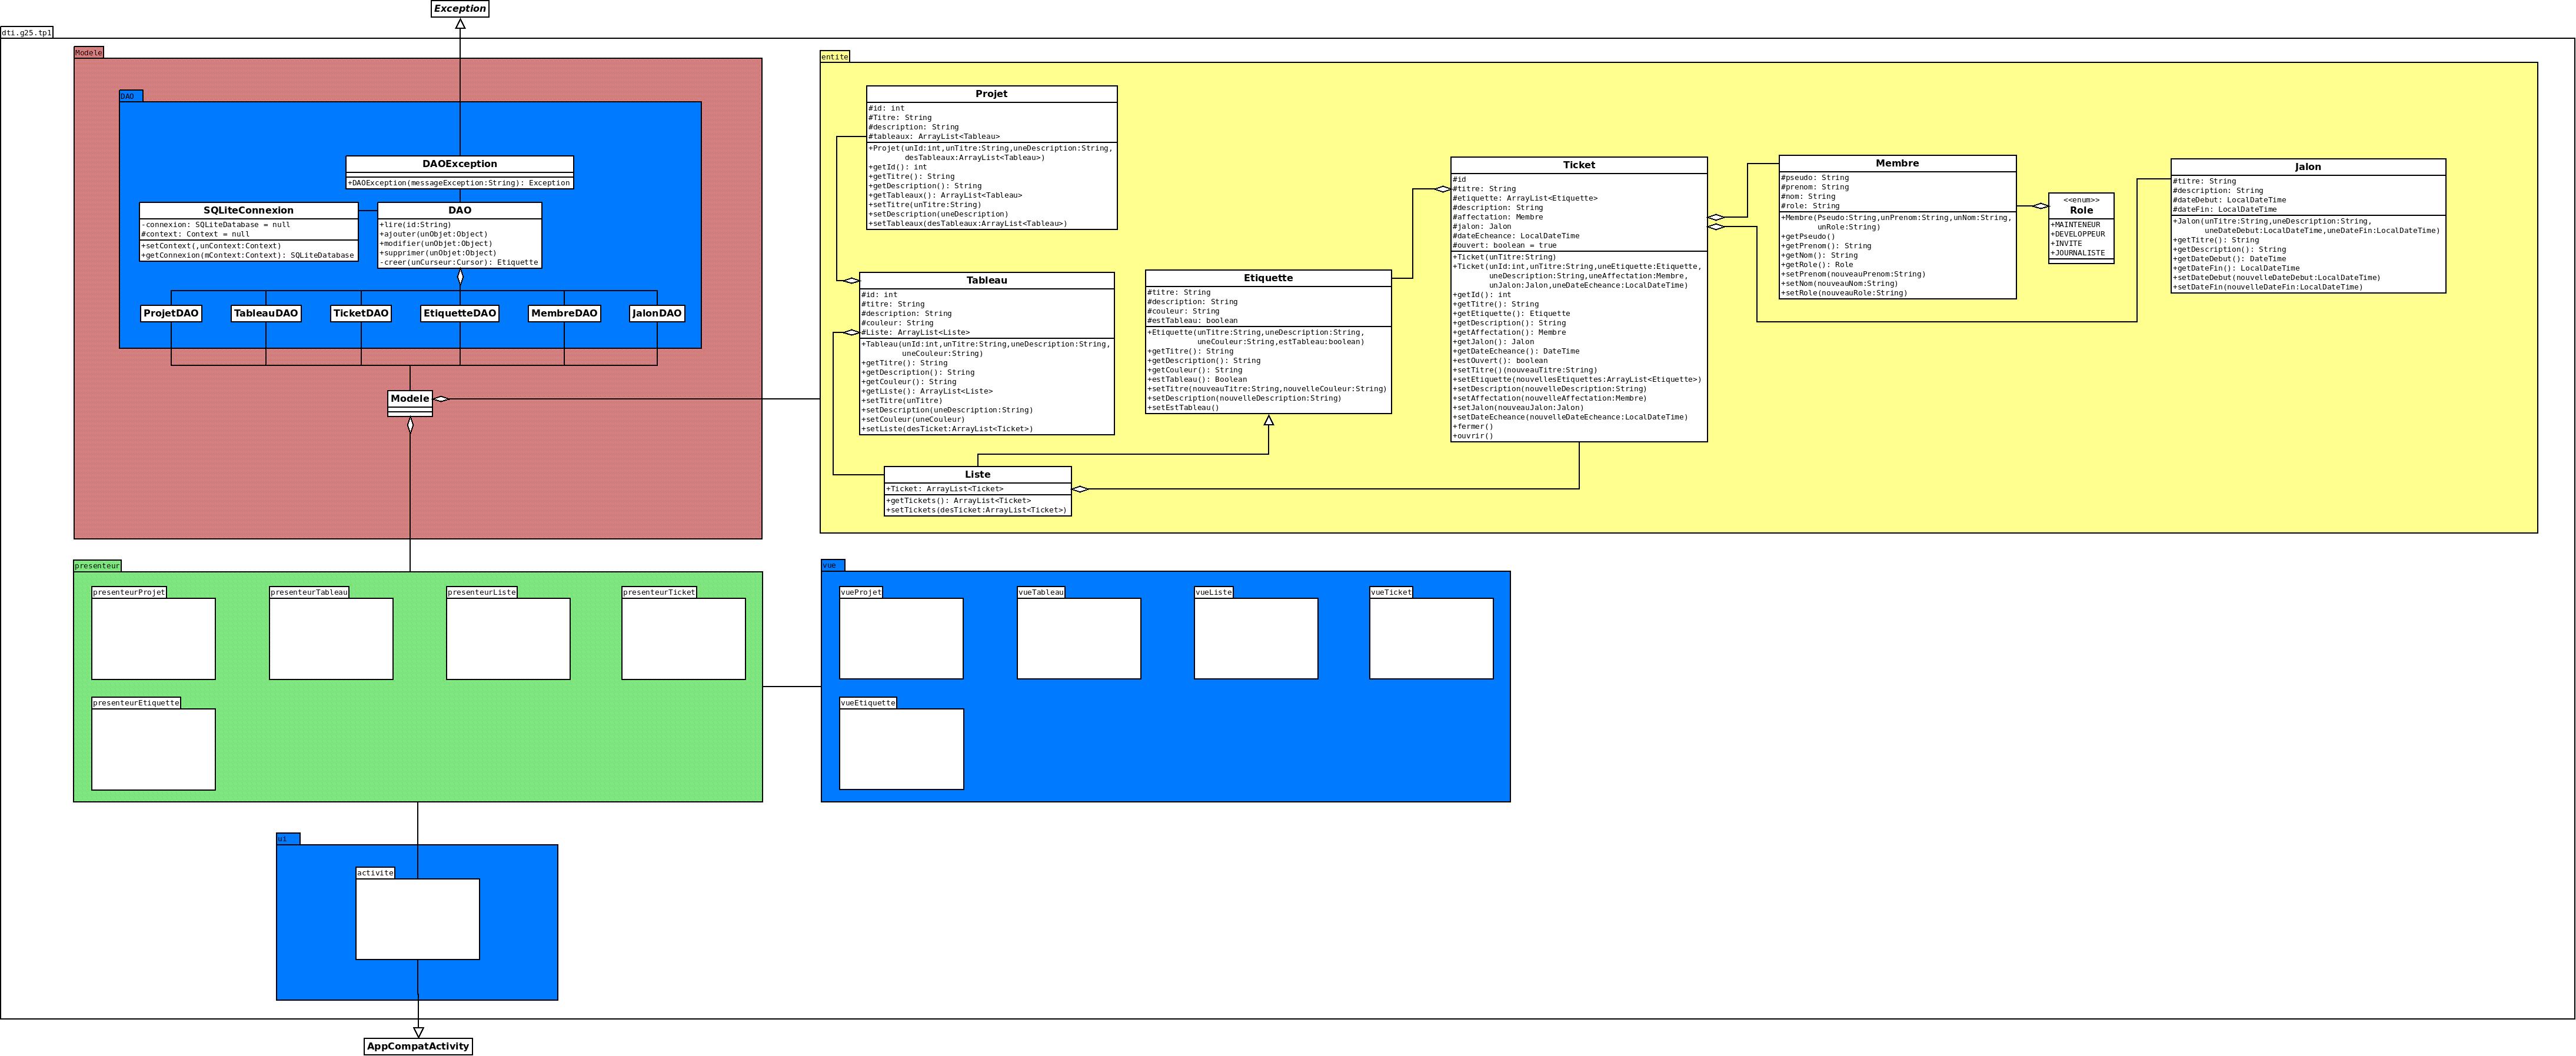 Exception
dti.g25.tp1
Modele
DAO
DAOException
+DAOException(messageException:String): Exception
SQLiteConnexion
-connexion: SQLiteDatabase = null
#context: Context = null
+setContext(,unContext:Context)
+getConnexion(mContext:Context): SQLiteDatabase
DAO
+lire(id:String)
+ajouter(unObjet:Object)
+modifier(unObjet:Object)
+supprimer(unObjet:Object)
-creer(unCurseur:Cursor): Etiquette
ProjetDAO
TableauDAO
TicketDAO
EtiquetteDAO
MembreDAO
JalonDAO
Modele
entite
Projet
#id: int
#Titre: String
#description: String
#tableaux: ArrayList<Tableau>
+Projet(unId:int,unTitre:String,uneDescription:String,
desTableaux:ArrayList<Tableau>)
+getId(): int
+getTitre(): String
+getDescription(): String
+getTableaux(): ArrayList<Tableau>
+setTitre(unTitre:String)
+setDescription(uneDescription)
+setTableaux(desTableaux:ArrayList<Tableau>)
Tableau
#id: int
#titre: String
#description: String
#couleur: String
#Liste: ArrayList<Liste>
+Tableau(unId:int,unTitre:String,uneDescription:String,
uneCouleur:String)
+getTitre(): String
+getDescription(): String
+getCouleur(): String
+getListe(): ArrayList<Liste>
+setTitre(unTitre)
+setDescription(uneDescription:String)
+setCouleur(uneCouleur)
+setListe(desTicket:ArrayList<Ticket>)
Etiquette
#titre: String
#description: String
#couleur: String
#estTableau: boolean
+Etiquette(unTitre:String,uneDescription:String,
uneCouleur:String,estTableau:boolean)
+getTitre(): String
+getDescription(): String
+getCouleur(): String
+estTableau(): Boolean
+setTitre(nouveauTitre:String,nouvelleCouleur:String)
+setDescription(nouvelleDescription:String)
+setEstTableau()
Liste
+Ticket: ArrayList<Ticket>
+getTickets(): ArrayList<Ticket>
+setTickets(desTicket:ArrayList<Ticket>)
Ticket
#id
#titre: String
#etiquette: ArrayList<Etiquette>
#description: String
#affectation: Membre
#jalon: Jalon
#dateEcheance: LocalDateTime
#ouvert: boolean = true
+Ticket(unTitre:String)
+Ticket(unId:int,unTitre:String,uneEtiquette:Etiquette,
uneDescription:String,uneAffectation:Membre,
unJalon:Jalon,uneDateEcheance:LocalDateTime)
+getId(): int
+getTitre(): String
+getEtiquette(): Etiquette
+getDescription(): String
+getAffectation(): Membre
+getJalon(): Jalon
+getDateEcheance(): DateTime
+estOuvert(): boolean
+setTitre()(nouveauTitre:String)
+setEtiquette(nouvellesEtiquettes:ArrayList<Etiquette>)
+setDescription(nouvelleDescription:String)
+setAffectation(nouvelleAffectation:Membre)
+setJalon(nouveauJalon:Jalon)
+setDateEcheance(nouvelleDateEcheance:LocalDateTime)
+fermer()
+ouvrir()
Membre
#pseudo: String
#prenom: String
#nom: String
#role: String
+Membre(Pseudo:String,unPrenom:String,unNom:String,
unRole:String)
+getPseudo()
+getPrenom(): String
+getNom(): String
+getRole(): Role
+setPrenom(nouveauPrenom:String)
+setNom(nouveauNom:String)
+setRole(nouveauRole:String)
<<enum>>
Role
+MAINTENEUR
+DEVELOPPEUR
+INVITE
+JOURNALISTE
Jalon
#titre: String
#description: String
#dateDebut: LocalDateTime
#dateFin: LocalDateTime
+Jalon(unTitre:String,uneDescription:String,
uneDateDebut:LocalDateTime,uneDateFin:LocalDateTime)
+getTitre(): String
+getDescription(): String
+getDateDebut(): DateTime
+getDateFin(): LocalDateTime
+setDateDebut(nouvelleDateDebut:LocalDateTime)
+setDateFin(nouvelleDateFin:LocalDateTime)
presenteur
presenteurProjet
presenteurTableau
presenteurListe
presenteurTicket
presenteurEtiquette
vue
vueProjet
vueTableau
vueListe
vueTicket
vueEtiquette
ui
activite
AppCompatActivity